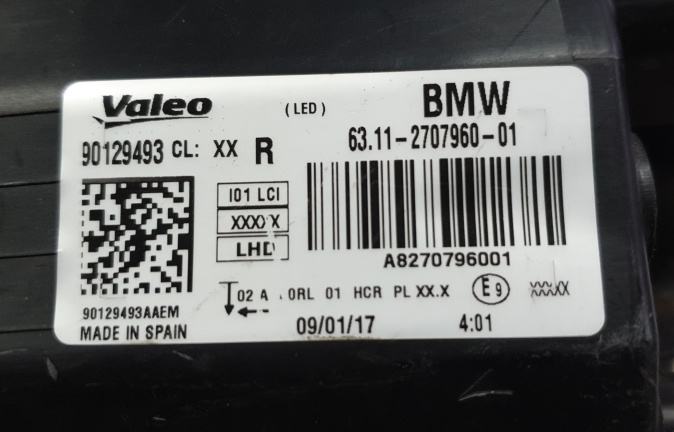 Valeo (LED) BMW
90129493 CL: XX R 63.11-2707960-01
I01 LCI
XXXXX
LHD
A8270796001
02 A ORL 01 HCR PL XX.X E9
90129493AAEM
MADE IN SPAIN 09/01/17 4:01